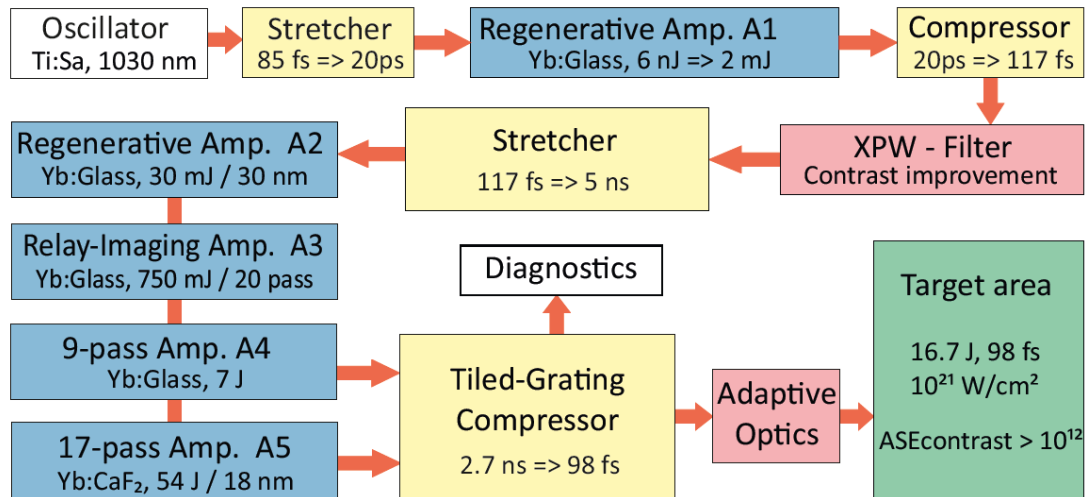 Oscillator
Ti:Sa, 1030 nm
Stretcher
85 fs => 20ps
Regenerative Amp. A1
Yb:Glass, 6 nJ => 2 mJ
Compressor
20ps => 117 fs
Regenerative Amp. A2
Yb:Glass, 30 mJ / 30 nm
Stretcher
117 fs => 5 ns
XPW - Filter
Contrast improvement
Relay-Imaging Amp. A3
Yb:Glass, 750 mJ / 20 pass
Diagnostics
9-pass Amp. A4
Yb:Glass, 7 J
17-pass Amp. A5
Yb:CaF₂, 54 J / 18 nm
Tiled-Grating
Compressor
2.7 ns => 98 fs
Adaptive
Optics
Target area
16.7 J, 98 fs
10²¹ W/cm²
ASEcontrast > 10¹²